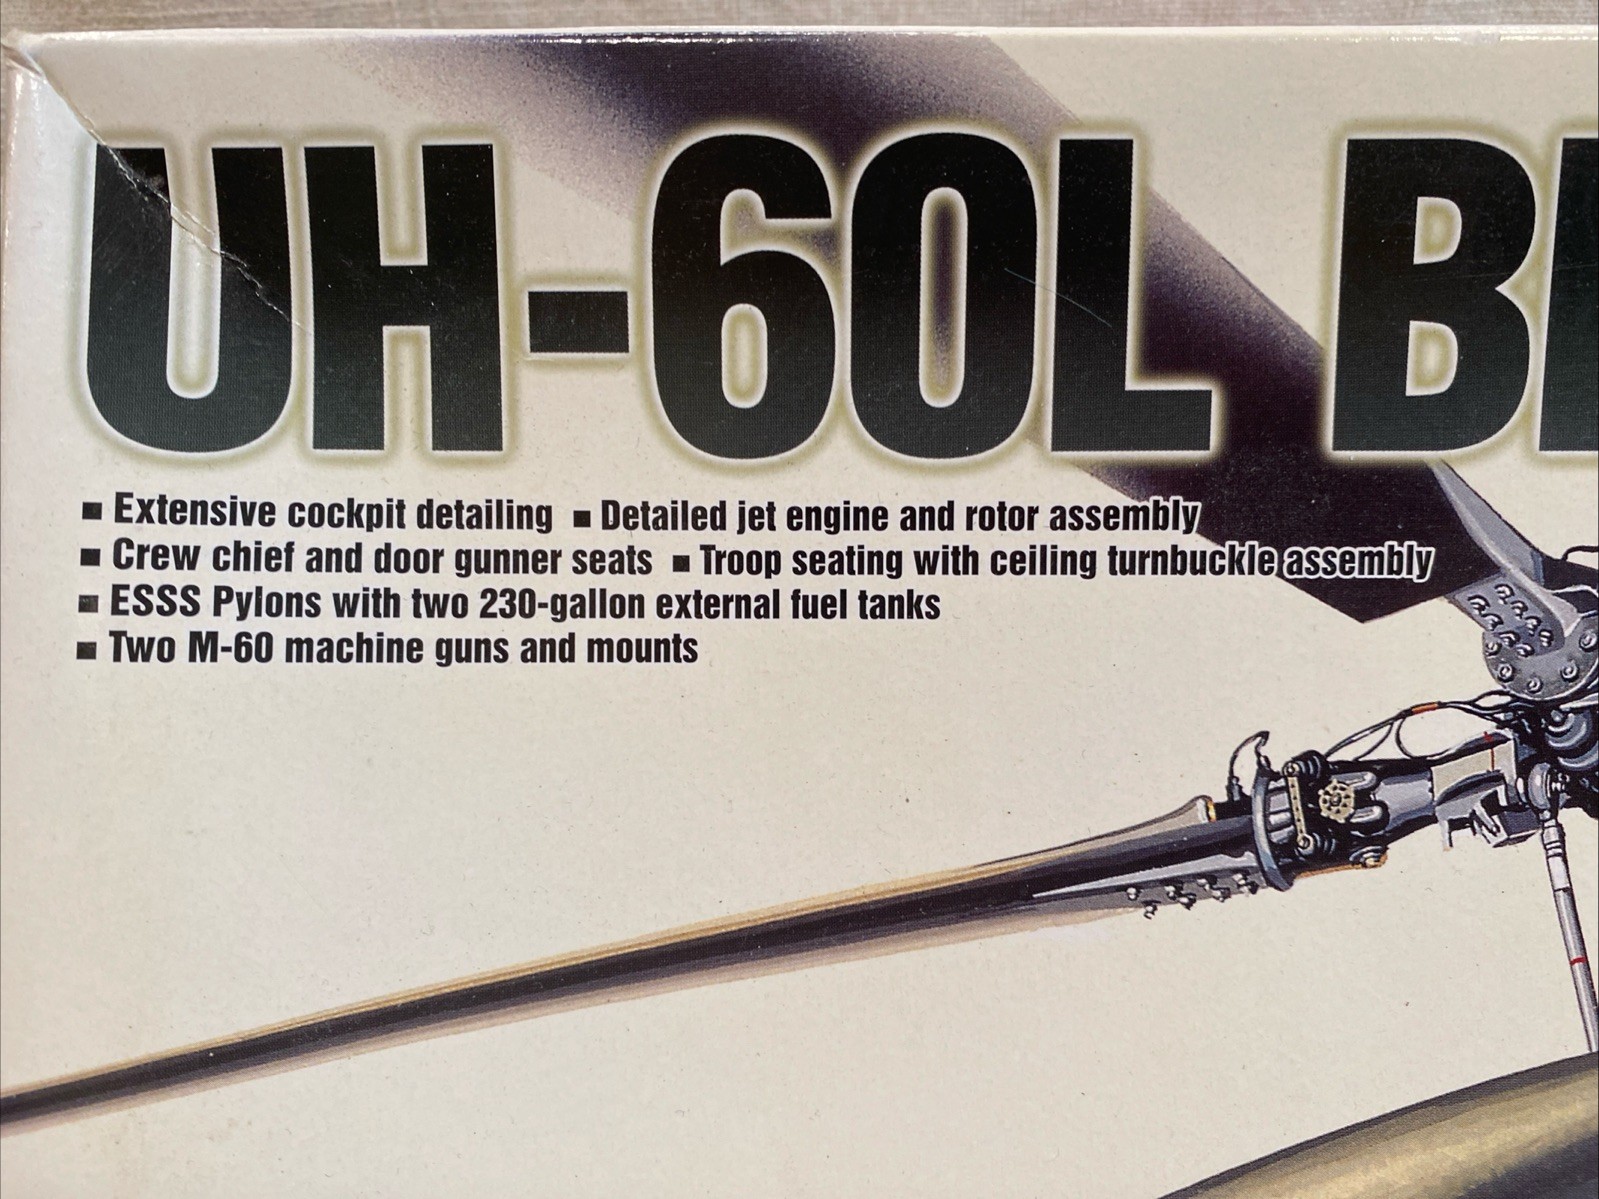 UH-60L B
▪ Extensive cockpit detailing ▪ Detailed jet engine and rotor assembly
▪ Crew chief and door gunner seats ▪ Troop seating with ceiling turnbuckle assembly
▪ ESSS Pylons with two 230-gallon external fuel tanks
▪ Two M-60 machine guns and mounts